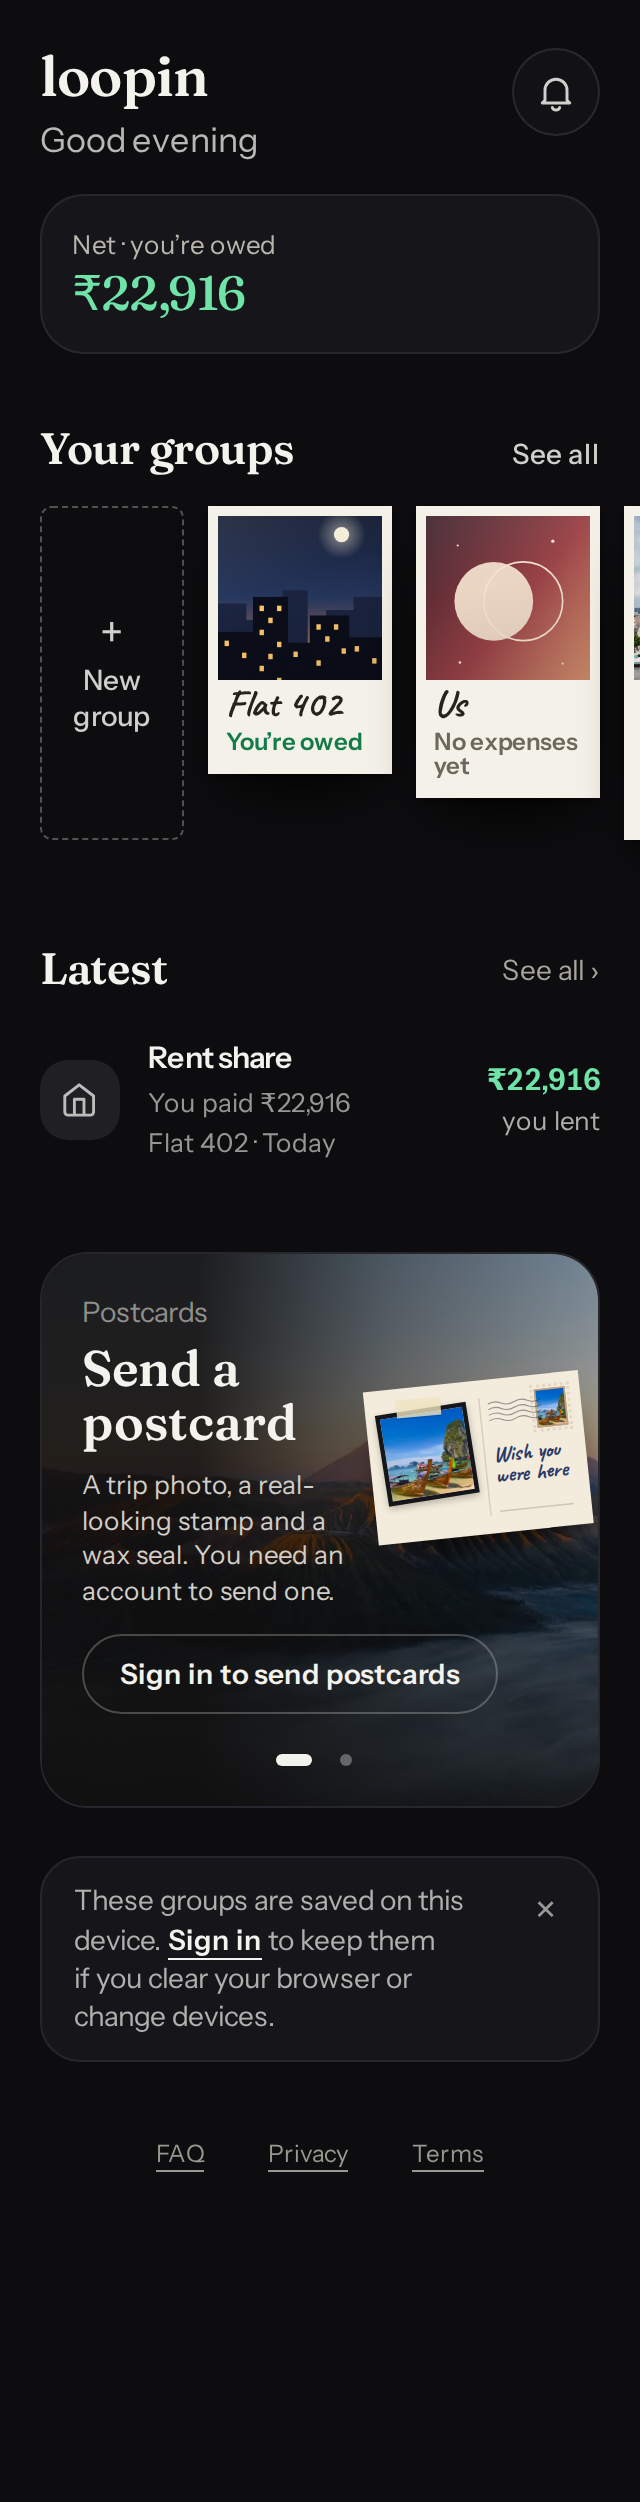 loopin
Good evening
Net · you’re owed
₹22,916
Your groups
See all
+
New
group
Flat 402
You’re owed
Us
No expenses
yet
Latest
See all ›
Rent share
You paid ₹22,916
Flat 402 · Today
₹22,916
you lent
Postcards
Send a
postcard
A trip photo, a real-
looking stamp and a
wax seal. You need an
account to send one.
Wish you
were here
Sign in to send postcards
These groups are saved on this
device. Sign in to keep them
if you clear your browser or
change devices.
×
FAQ
Privacy
Terms